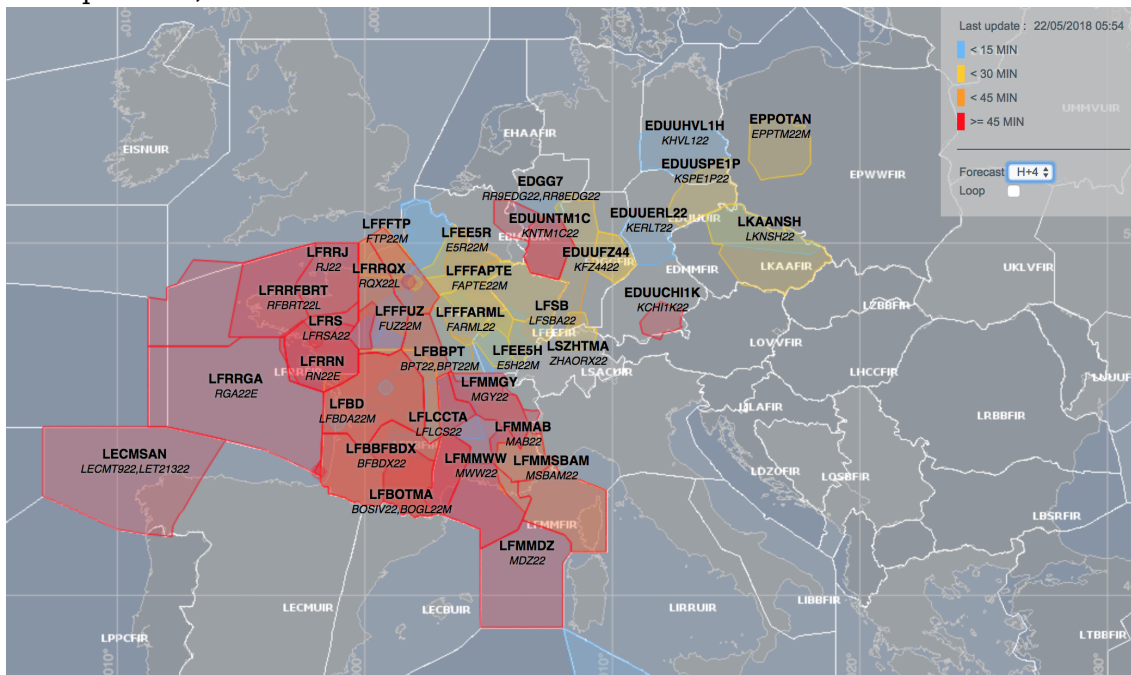 Last update : 22/05/2018 05:54
< 15 MIN
< 30 MIN
< 45 MIN
>= 45 MIN
Forecast H+4
Loop
UMMVUIR
EISNUIR
EHAAFIR
EDUUHVL1H
KHVL122
EPPOTAN
EPPTM22M
EDUUSPE1P
KSPE1P22
EPWWFIR
EDGG7
RR9EDG22,RR8EDG22
EDUUNTM1C
KNTM1C22
EDUUERL22
KERLT22
LKAANSH
LKNSH22
LKAAFIR
UKLVFIR
LFFFTP
FTP22M
LFEE5R
E5R22M
EDUUFZ44
KFZ4422
EDMMFIR
LFRRJ
RJ22
LFRRQX
RQX22L
LFFFAPTE
FAPTE22M
LFRRFBRT
RFBRT22L
EDUUCHI1K
KCHI1K22
LZBBFIR
LFRS
LFRSA22
LFFFUZ
FUZ22M
LFFFARML
FARML22
LFSB
LFSBA22
LOVVFIR
LFRRN
RN22E
LFBBPT
BPT22,BPT22M
LFEE5H
E5H22M
LSZHTMA
ZHAORX22
LSACUIR
LHCCFIR
LFRRGA
RGA22E
LFMMGY
MGY22
LJLAFIR
LRBBFIR
LFBD
LFBDA22M
LFLCCTA
LFLCS22
LFMMAB
MAB22
LECMSAN
LECMT922,LET21322
LFBBFBDX
BFBDX22
LFMMWW
MWW22
LFMMSBAM
MSBAM22
LDZOFIR
LQSBFIR
LFBOTMA
BOSIV22,BOGL22M
LFMMFIR
LBSRFIR
LFMMDZ
MDZ22
LECMUIR
LECBUIR
LIRRUIR
LIBBFIR
LPPCFIR
LTBBFIR